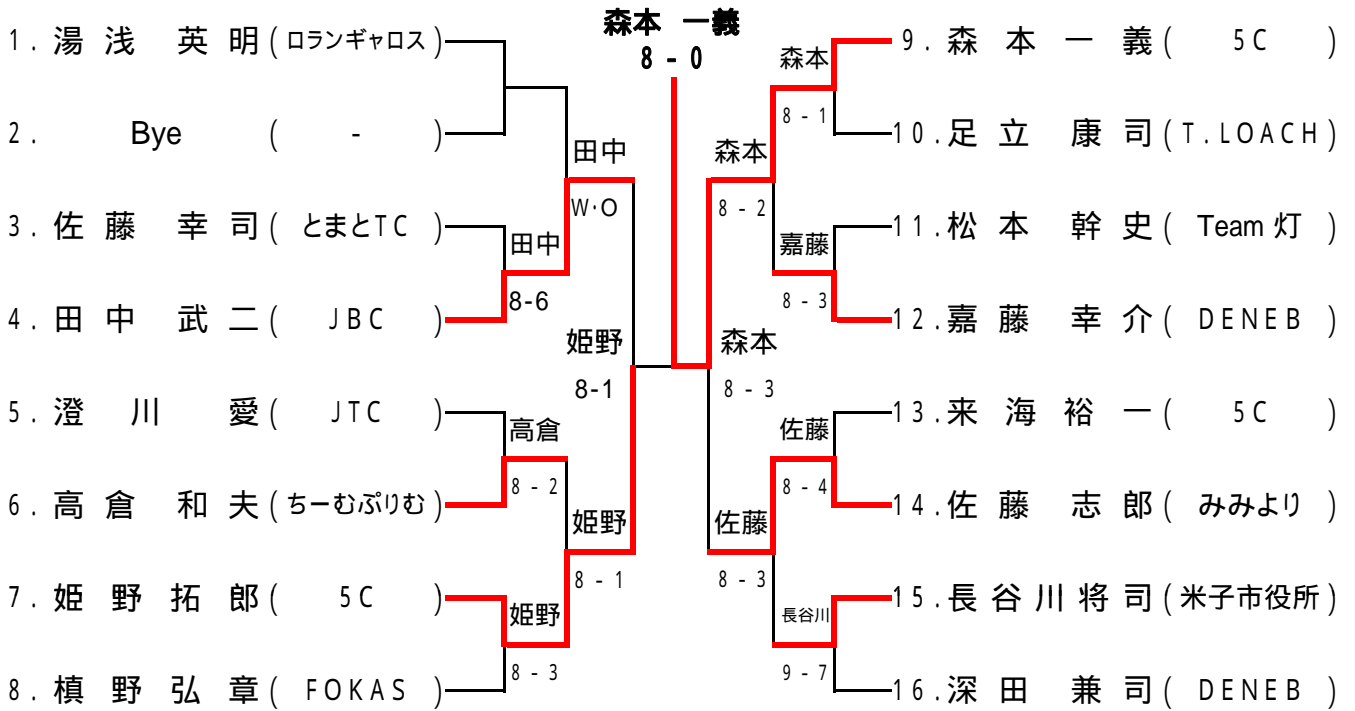 森本 一義
8 - 0
1. 湯浅 英明 (ロランギャロス)
2. Bye ( - )
3. 佐藤 幸司 (とまとTC)
4. 田中 武二 (JBC)
5. 澄川 愛 (JTC)
6. 高倉 和夫 (ちーむぷりむ)
7. 姫野拓郎 (5C)
8. 槙野弘章 (FOKAS)
田中
8-6
高倉
8 - 2
姫野
8 - 3
田中
W・O
姫野
8 - 1
姫野
8-1
森本
8 - 3
森本
8 - 2
佐藤
8 - 3
森本
8 - 1
嘉藤
8 - 3
佐藤
8 - 4
長谷川
9 - 7
9. 森本一義 (5C)
10. 足立 康司 (T.LOACH)
11. 松本 幹史 (Team 灯)
12. 嘉藤 幸介 (DENEB)
13. 来海裕一 (5C)
14. 佐藤 志郎 (みみより)
15. 長谷川将司 (米子市役所)
16. 深田 兼司 (DENEB)